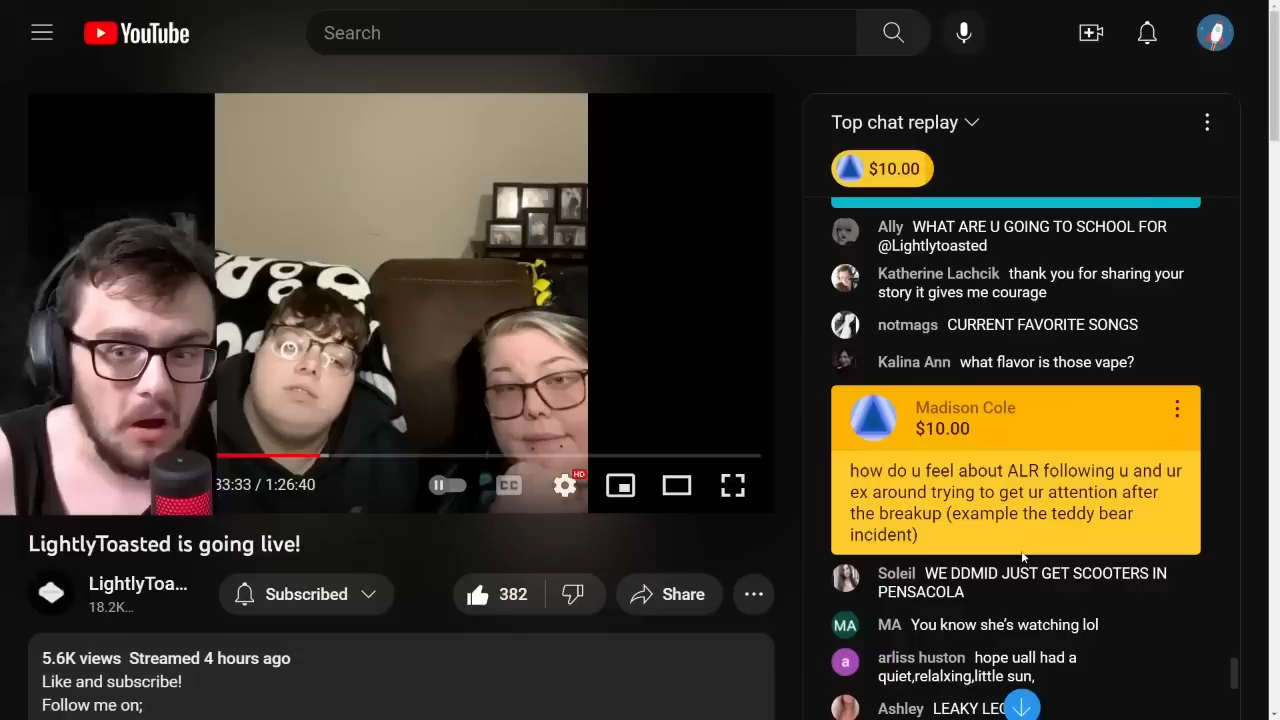 YouTube
Search
Top chat replay
$10.00
Ally WHAT ARE U GOING TO SCHOOL FOR
@Lightlytoasted
Katherine Lachcik thank you for sharing your
story it gives me courage
notmags CURRENT FAVORITE SONGS
Kalina Ann what flavor is those vape?
Madison Cole
$10.00
how do u feel about ALR following u and ur
ex around trying to get ur attention after
the breakup (example the teddy bear
incident)
Soleil WE DDMID JUST GET SCOOTERS IN
PENSACOLA
MA MA You know she's watching lol
a arliss huston hope uall had a
quiet,relalxing,little sun,
Ashley LEAKY LEG
33:33 / 1:26:40
CC
HD
LightlyToasted is going live!
LightlyToa...
18.2K...
Subscribed
382
Share
5.6K views Streamed 4 hours ago
Like and subscribe!
Follow me on;